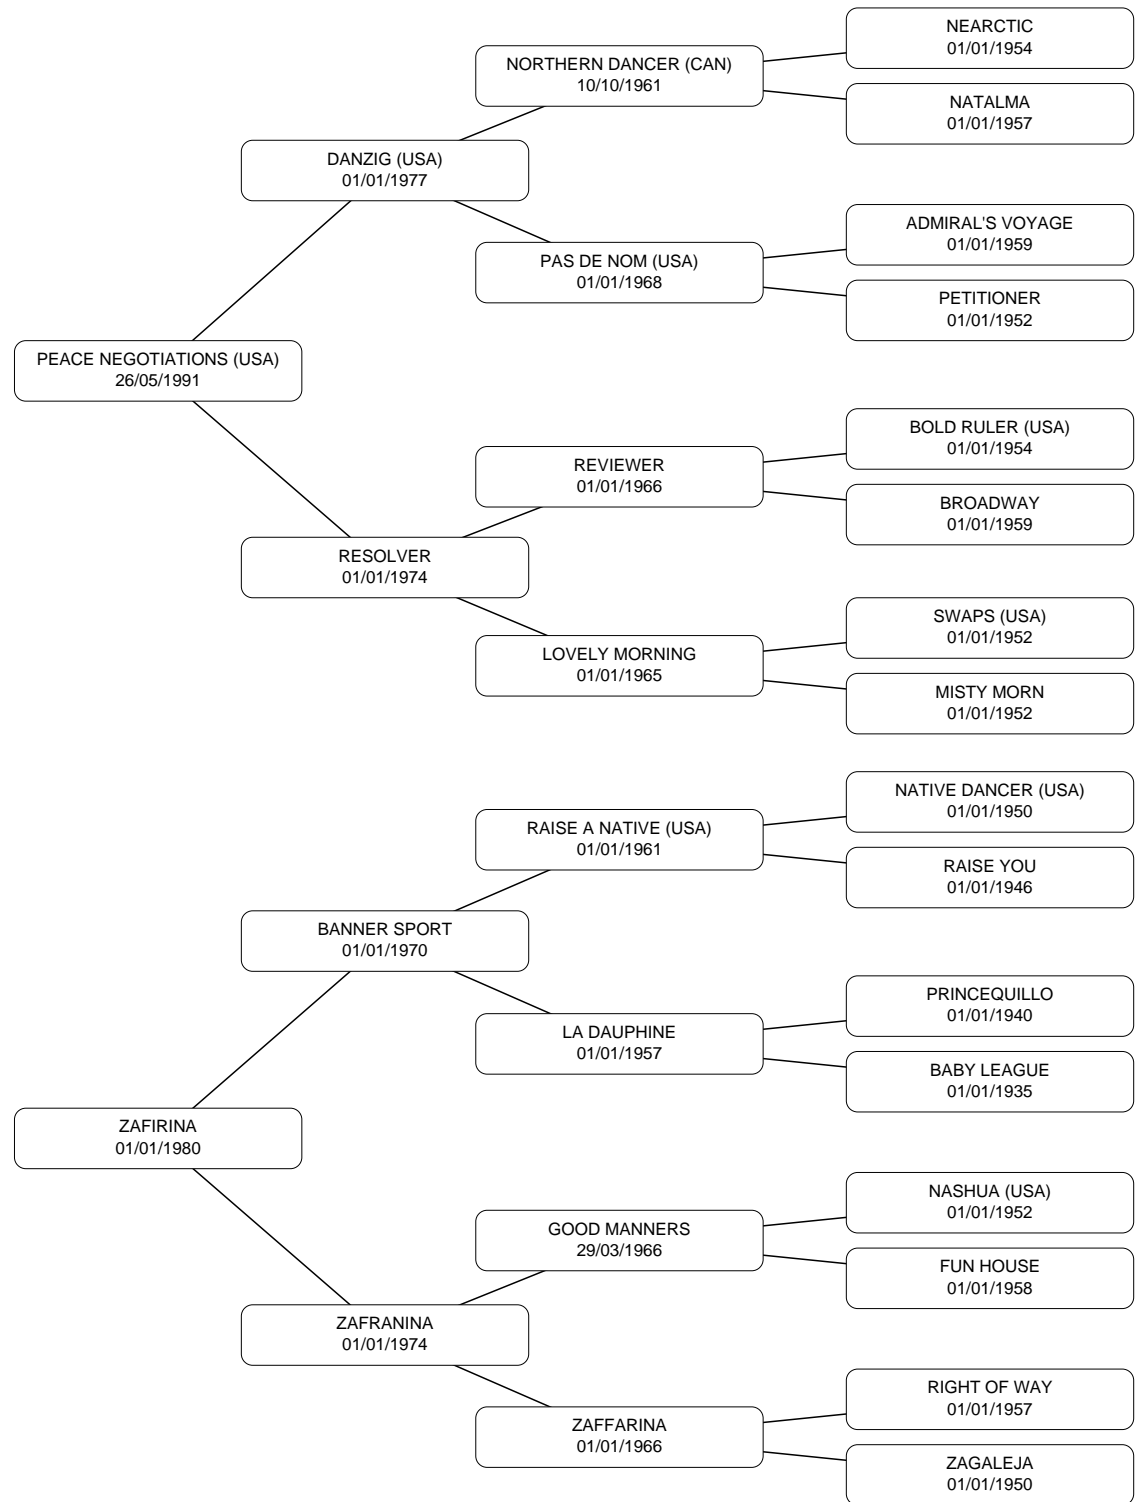 NEARCTIC
01/01/1954
NORTHERN DANCER (CAN)
10/10/1961
NATALMA
01/01/1957
DANZIG (USA)
01/01/1977
ADMIRAL'S VOYAGE
01/01/1959
PAS DE NOM (USA)
01/01/1968
PETITIONER
01/01/1952
PEACE NEGOTIATIONS (USA)
26/05/1991
BOLD RULER (USA)
01/01/1954
REVIEWER
01/01/1966
BROADWAY
01/01/1959
RESOLVER
01/01/1974
SWAPS (USA)
01/01/1952
LOVELY MORNING
01/01/1965
MISTY MORN
01/01/1952
NATIVE DANCER (USA)
01/01/1950
RAISE A NATIVE (USA)
01/01/1961
RAISE YOU
01/01/1946
BANNER SPORT
01/01/1970
PRINCEQUILLO
01/01/1940
LA DAUPHINE
01/01/1957
BABY LEAGUE
01/01/1935
ZAFIRINA
01/01/1980
NASHUA (USA)
01/01/1952
GOOD MANNERS
29/03/1966
FUN HOUSE
01/01/1958
ZAFRANINA
01/01/1974
RIGHT OF WAY
01/01/1957
ZAFFARINA
01/01/1966
ZAGALEJA
01/01/1950